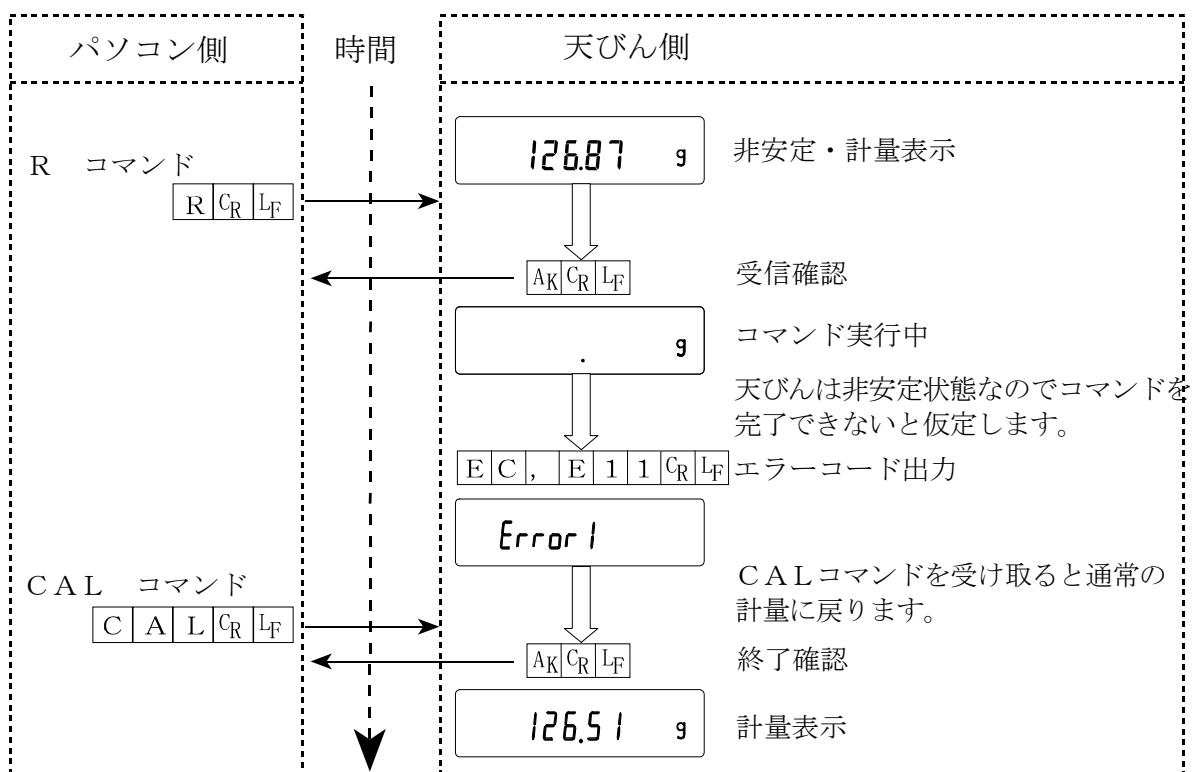 パソコン側
時間
天びん側
126.87 g
非安定・計量表示
R コマンド
R CR LF
AK CR LF
受信確認
. g
コマンド実行中
天びんは非安定状態なのでコマンドを
完了できないと仮定します。
EC, E11 CR LF
エラーコード出力
Error 1
CAL コマンド
CALコマンドを受け取ると通常の
計量に戻ります。
CAL CR LF
AK CR LF
終了確認
126.51 g
計量表示